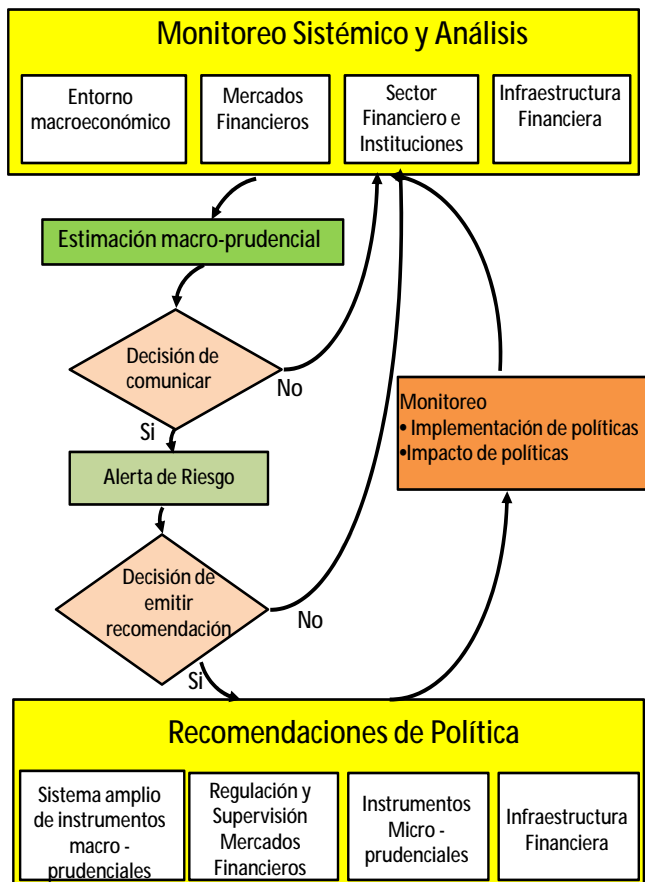 Monitoreo Sistémico y Análisis
Entorno
macroeconómico
Mercados
Financieros
Sector
Financiero e
Instituciones
Infraestructura
Financiera
Estimación macro-prudencial
Decisión de
comunicar
No
Si
Monitoreo
• Implementación de políticas
•Impacto de políticas
Alerta de Riesgo
Decisión de
emitir
recomendación
No
Si
Recomendaciones de Política
Sistema amplio
de instrumentos
macro -
prudenciales
Regulación y
Supervisión
Mercados
Financieros
Instrumentos
Micro -
prudenciales
Infraestructura
Financiera